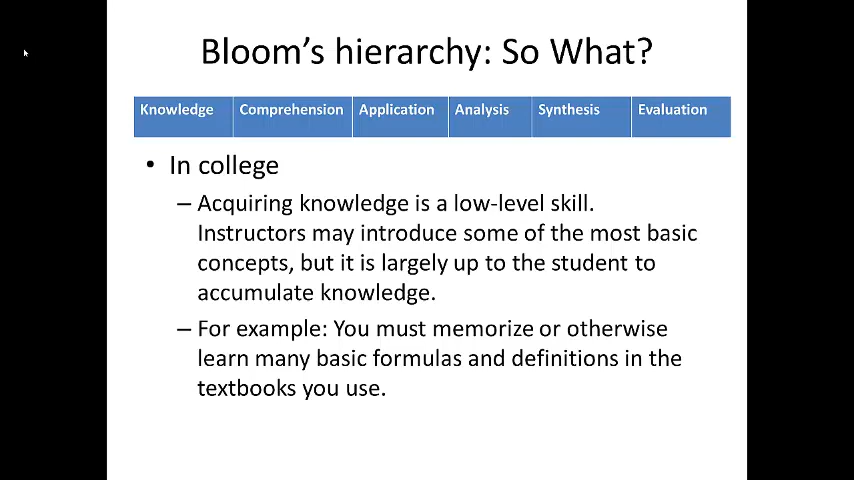 Bloom’s hierarchy: So What?
Knowledge Comprehension Application Analysis Synthesis Evaluation
• In college
– Acquiring knowledge is a low-level skill.
Instructors may introduce some of the most basic
concepts, but it is largely up to the student to
accumulate knowledge.
– For example: You must memorize or otherwise
learn many basic formulas and definitions in the
textbooks you use.